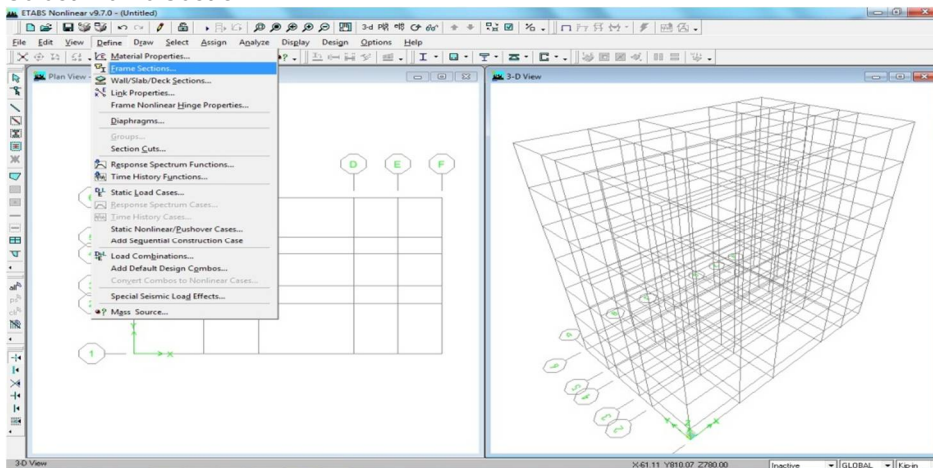 ETABS Nonlinear v9.7.0 - (Untitled)
3-d
File Edit View Define Draw Select Assign Analyze Display Design Options Help
Plan View -
3-D View
Material Properties...
Frame Sections...
Wall/Slab/Deck Sections...
Link Properties...
Frame Nonlinear Hinge Properties...
Diaphragms...
Groups...
Section Cuts...
Response Spectrum Functions...
Time History Functions...
Static Load Cases...
Response Spectrum Cases...
Time History Cases...
Static Nonlinear/Pushover Cases...
Add Sequential Construction Case
Load Combinations...
Add Default Design Combos...
Convert Combos to Nonlinear Cases...
Special Seismic Load Effects...
Mass Source...
D E F
Y
1
X
3-D View
X-61.11 Y810.07 Z780.00
Inactive
GLOBAL
Kip-in